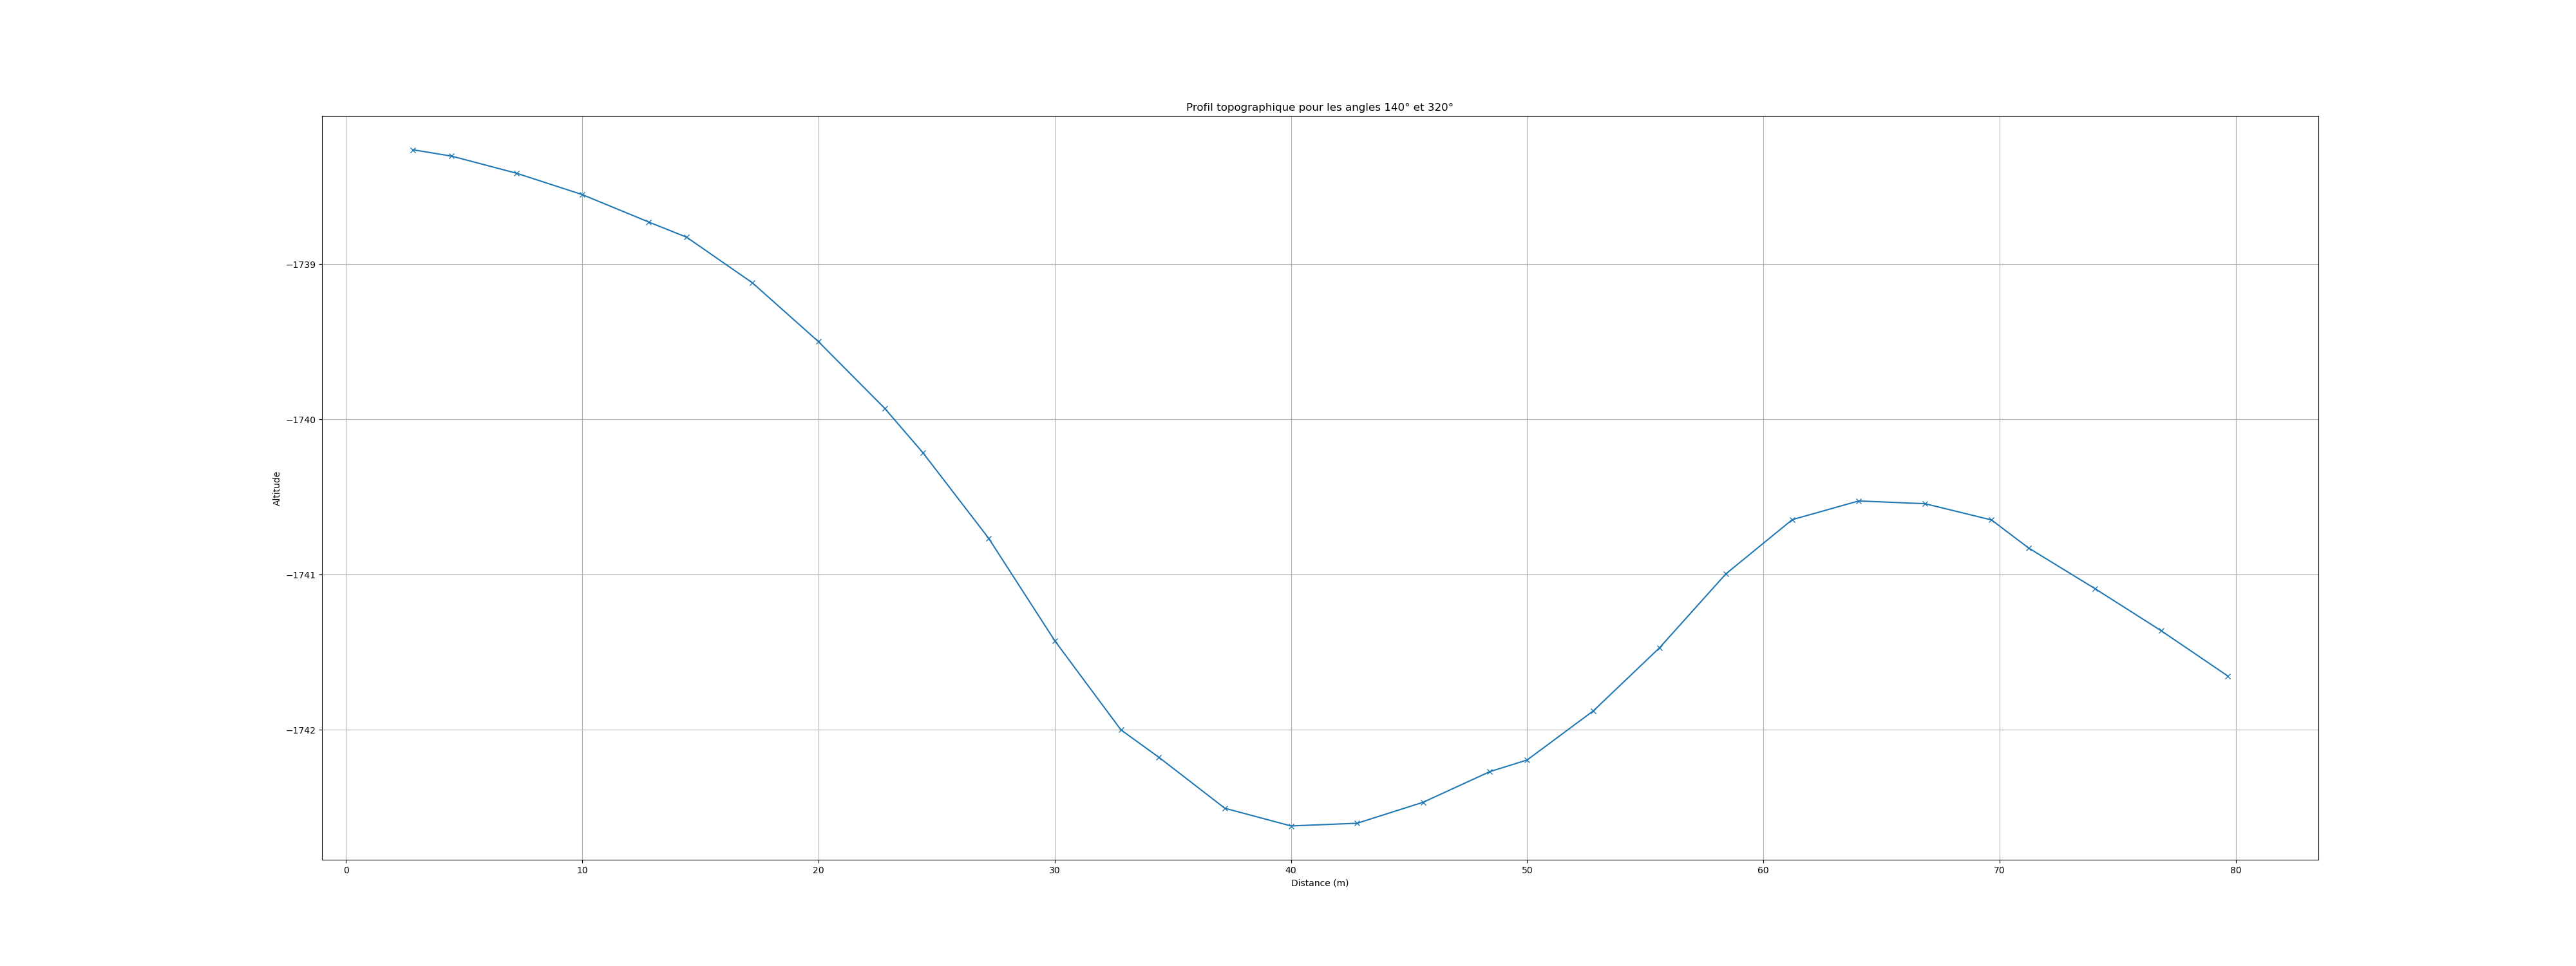 Profil topographique pour les angles 140° et 320°
Altitude
−1739
−1740
−1741
−1742
0 10 20 30 40 50 60 70 80
Distance (m)